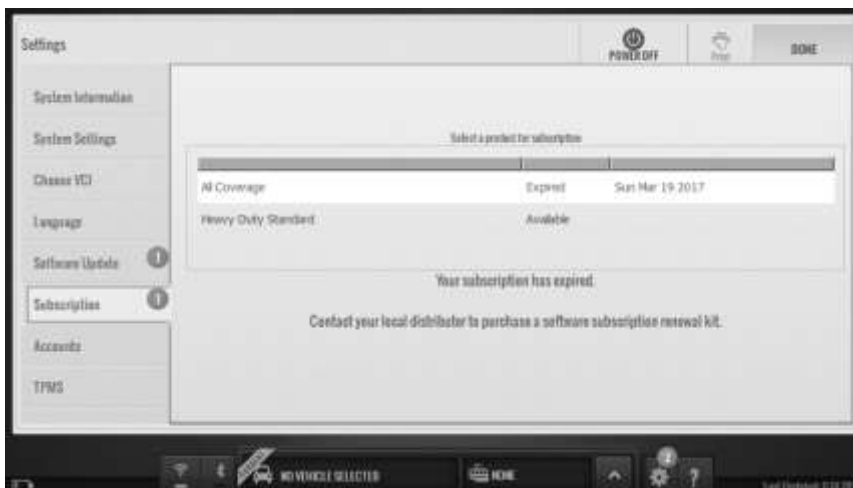 Settings
POWER OFF
Print
DONE
System Information
System Settings
Choose VCI
Language
Software Update
Subscription
Accounts
TPMS
Select a product for subscription
All Coverage Expired Sun Mar 19 2017
Heavy Duty Standard Available
Your subscription has expired.
Contact your local distributor to purchase a software subscription renewal kit.
NO VEHICLE SELECTED
NONE
?